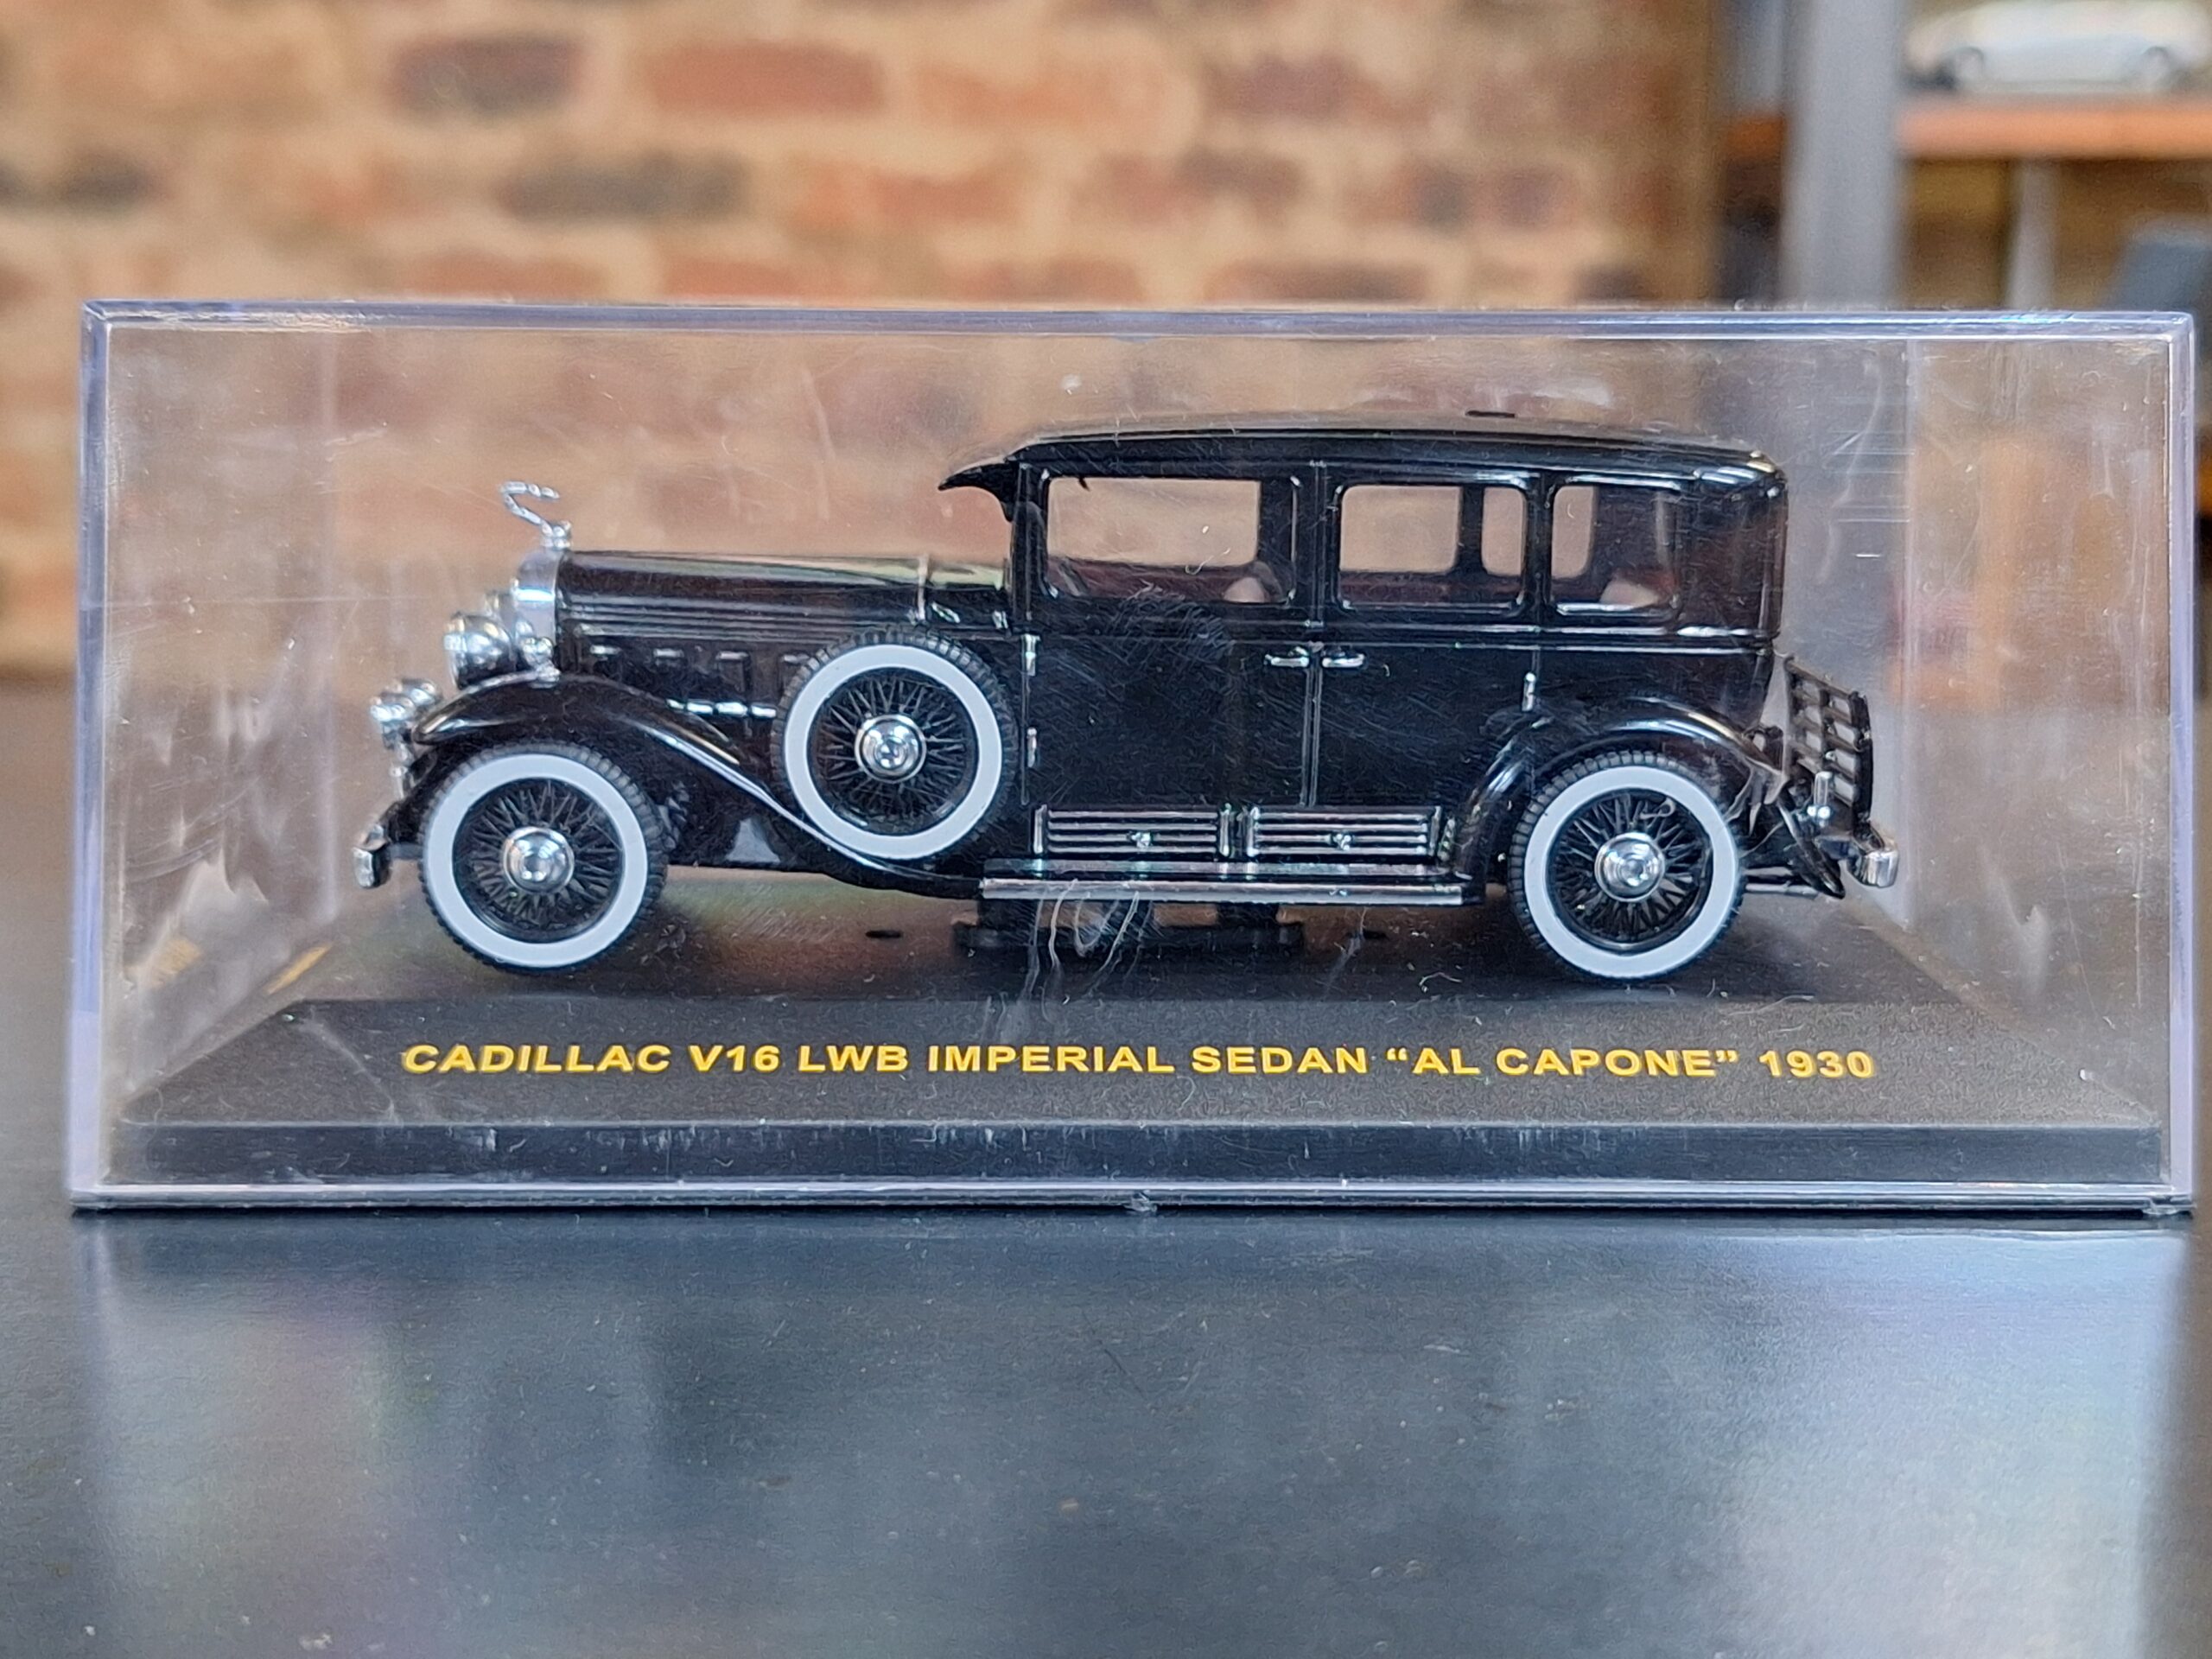 CADILLAC V16 LWB IMPERIAL SEDAN “AL CAPONE” 1930